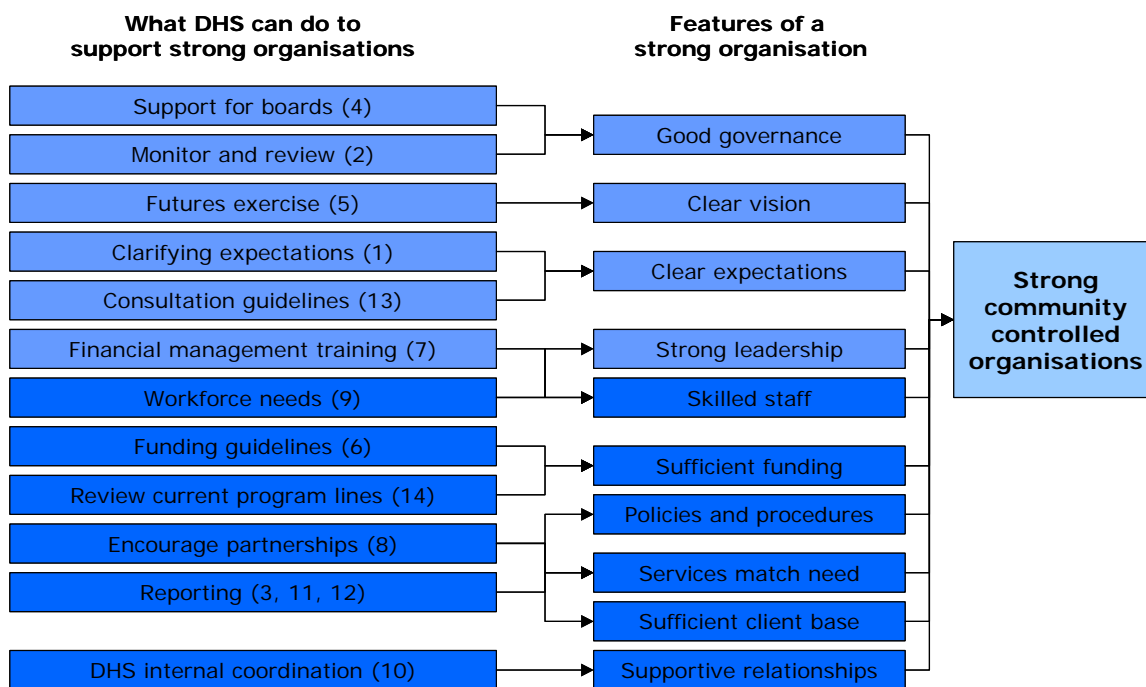 What DHS can do to
support strong organisations
Features of a
strong organisation
Support for boards (4)
Monitor and review (2)
Futures exercise (5)
Clarifying expectations (1)
Consultation guidelines (13)
Financial management training (7)
Workforce needs (9)
Funding guidelines (6)
Review current program lines (14)
Encourage partnerships (8)
Reporting (3, 11, 12)
DHS internal coordination (10)
Good governance
Clear vision
Clear expectations
Strong leadership
Skilled staff
Sufficient funding
Policies and procedures
Services match need
Sufficient client base
Supportive relationships
Strong
community
controlled
organisations